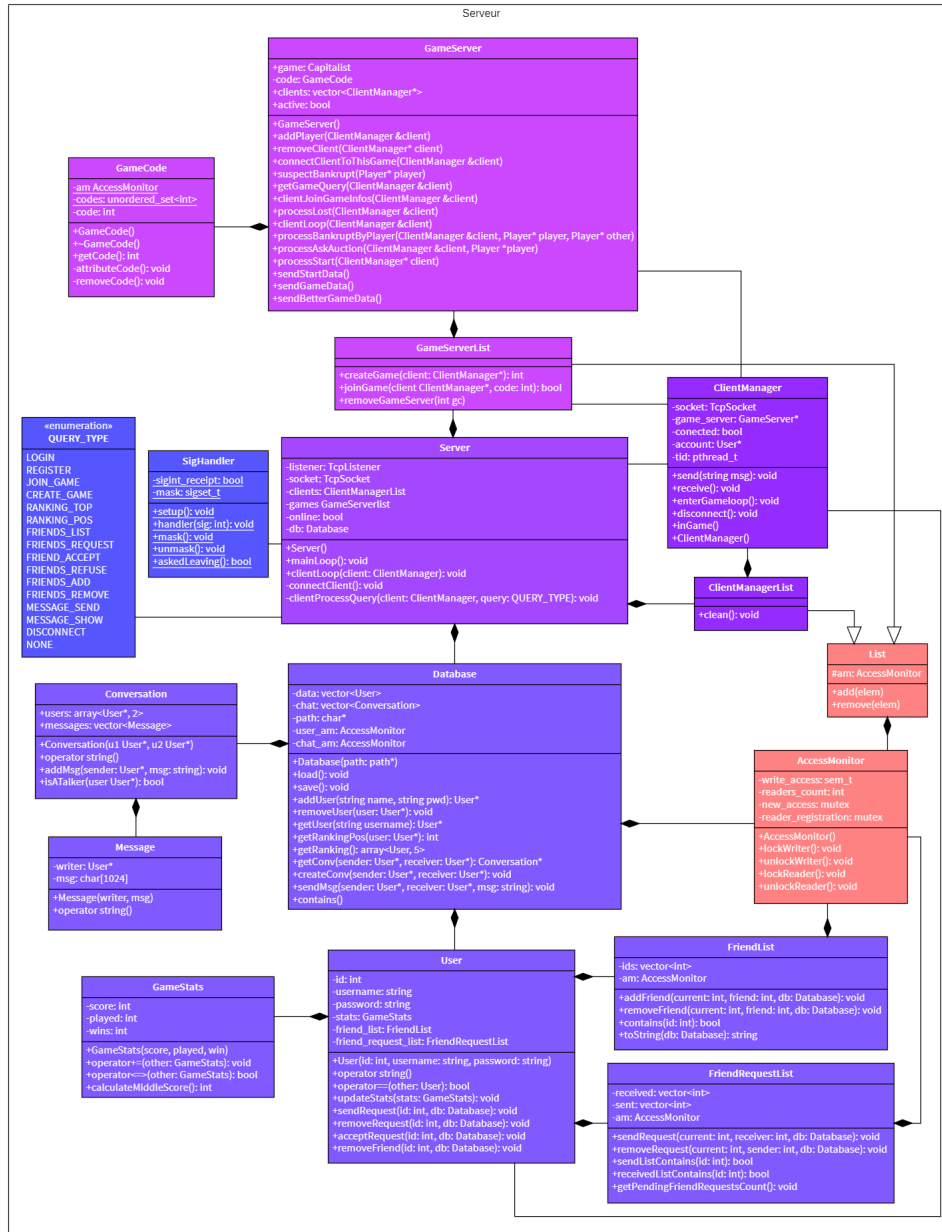 Serveur
GameServer
+game: Capitalist
-code: GameCode
+clients: vector<ClientManager*>
+active: bool
+GameServer()
+addPlayer(ClientManager &client)
+removeClient(ClientManager* client)
+connectClientToThisGame(ClientManager &client)
+suspectBankrupt(Player* player)
+getGameQuery(ClientManager &client)
+clientJoinGameInfos(ClientManager &client)
+processLost(ClientManager &client)
+clientLoop(ClientManager &client)
+processBankruptByPlayer(ClientManager &client, Player* player, Player* other)
+processAskAuction(ClientManager &client, Player *player)
+processStart(ClientManager* client)
+sendStartData()
+sendGameData()
+sendBetterGameData()
GameCode
-am AccessMonitor
-codes: unordered_set<int>
-code: int
+GameCode()
+~GameCode()
+getCode(): int
-attributeCode(): void
-removeCode(): void
GameServerList
+createGame(client: ClientManager*): int
+joinGame(client ClientManager*, code: int): bool
+removeGameServer(int gc)
ClientManager
-socket: TcpSocket
-game_server: GameServer*
-conected: bool
-account: User*
-tid: pthread_t
+send(string msg): void
+receive(): void
+enterGameloop(): void
+disconnect(): void
+inGame()
+ClientManager()
«enumeration»
QUERY_TYPE
LOGIN
REGISTER
JOIN_GAME
CREATE_GAME
RANKING_TOP
RANKING_POS
FRIENDS_LIST
FRIENDS_REQUEST
FRIEND_ACCEPT
FRIENDS_REFUSE
FRIENDS_ADD
FRIENDS_REMOVE
MESSAGE_SEND
MESSAGE_SHOW
DISCONNECT
NONE
SigHandler
-sigint_receipt: bool
-mask: sigset_t
+setup(): void
+handler(sig: int): void
+mask(): void
+unmask(): void
+askedLeaving(): bool
Server
-listener: TcpListener
-socket: TcpSocket
-clients: ClientManagerList
-games GameServerlist
-online: bool
-db: Database
+Server()
+mainLoop(): void
+clientLoop(client: ClientManager): void
-connectClient(): void
-clientProcessQuery(client: ClientManager, query: QUERY_TYPE): void
ClientManagerList
+clean(): void
List
#am: AccessMonitor
+add(elem)
+remove(elem)
Database
-data: vector<User>
-chat: vector<Conversation>
-path: char*
-user_am: AccessMonitor
-chat_am: AccessMonitor
+Database(path: path*)
+load(): void
+save(): void
+addUser(string name, string pwd): User*
+removeUser(user: User*): void
+getUser(string username): User*
+getRankingPos(user: User*): int
+getRanking(): array<User, 5>
+getConv(sender: User*, receiver: User*): Conversation*
+createConv(sender: User*, receiver: User*): void
+sendMsg(sender: User*, receiver: User*, msg: string): void
+contains()
Conversation
+users: array<User*, 2>
+messages: vector<Message>
+Conversation(u1 User*, u2 User*)
+operator string()
+addMsg(sender: User*, msg: string): void
+isATalker(user User*): bool
AccessMonitor
-write_access: sem_t
-readers_count: int
-new_access: mutex
-reader_registration: mutex
+AccessMonitor()
+lockWriter(): void
+unlockWriter(): void
+lockReader(): void
+unlockReader(): void
Message
-writer: User*
-msg: char[1024]
+Message(writer, msg)
+operator string()
FriendList
-ids: vector<int>
-am: AccessMonitor
+addFriend(current: int, friend: int, db: Database): void
+removeFriend(current: int, friend: int, db: Database): void
+contains(id: int): bool
+toString(db: Database): string
User
-id: int
-username: string
-password: string
-stats: GameStats
-friend_list: FriendList
-friend_request_list: FriendRequestList
+User(id: int, username: string, password: string)
+operator string()
+operator==(other: User): bool
+updateStats(stats: GameStats): void
+sendRequest(id: int, db: Database): void
+removeRequest(id: int, db: Database): void
+acceptRequest(id: int, db: Database): void
+removeFriend(id: int, db: Database): void
GameStats
-score: int
-played: int
-wins: int
+GameStats(score, played, win)
+operator+=(other: GameStats): void
+operator<=>(other: GameStats): bool
+calculateMiddleScore(): int
FriendRequestList
-received: vector<int>
-sent: vector<int>
-am: AccessMonitor
+sendRequest(current: int, receiver: int, db: Database): void
+removeRequest(current: int, sender: int, db: Database): void
+sendListContains(id: int): bool
+receivedListContains(id: int): bool
+getPendingFriendRequestsCount(): void